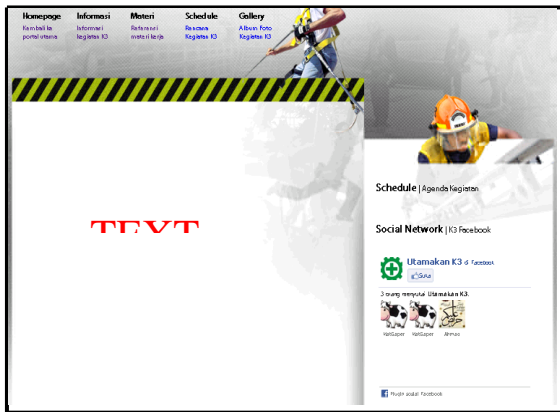 Homepage
Kembali ke
portal utama
Informasi
Informasi
kegiatan K3
Materi
Referensi
materi kerja
Schedule
Rencana
Kegiatan K3
Gallery
Album Foto
Kegiatan K3
TEXT
Schedule | Agenda Kegiatan
Social Network | K3 Facebook
Utamakan K3 di Facebook
Suka
3 orang menyukai Utamakan K3.
Plugin sosial Facebook